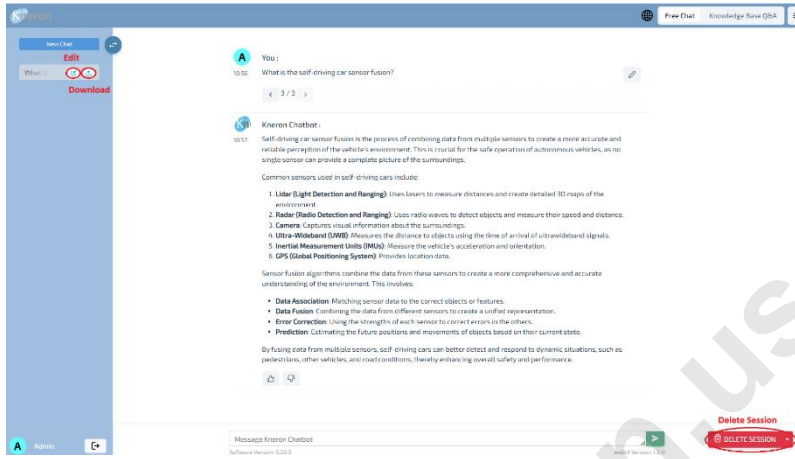 Kneron
Free Chat Knowledge Base Q&A
New Chat
Edit
What
Download
A You :
10:56 What is the self-driving car sensor fusion?
< 3 / 3 >
Kneron Chatbot :
10:57 Self-driving car sensor fusion is the process of combining data from multiple sensors to create a more accurate and
reliable perception of the vehicle's environment. This is crucial for the safe operation of autonomous vehicles, as no
single sensor can provide a complete picture of the surroundings.
Common sensors used in self-driving cars include:
1. Lidar (Light Detection and Ranging): Uses lasers to measure distances and create detailed 3D maps of the
environment.
2. Radar (Radio Detection and Ranging): Uses radio waves to detect objects and measure their speed and distance.
3. Camera: Captures visual information about the surroundings.
4. Ultra-Wideband (UWB): Measures the distance to objects using the time of arrival of ultrawideband signals.
5. Inertial Measurement Units (IMUs): Measure the vehicle's acceleration and orientation.
6. GPS (Global Positioning System): Provides location data.
Sensor fusion algorithms combine the data from these sensors to create a more comprehensive and accurate
understanding of the environment. This involves:
• Data Association: Matching sensor data to the correct objects or features.
• Data Fusion: Combining the data from different sensors to create a unified representation.
• Error Correction: Using the strengths of each sensor to correct errors in the others.
• Prediction: Estimating the future positions and movements of objects based on their current state.
By fusing data from multiple sensors, self-driving cars can better detect and respond to dynamic situations, such as
pedestrians, other vehicles, and road conditions, thereby enhancing overall safety and performance.
Delete Session
A Admin
Message Kneron Chatbot
DELETE SESSION
Software Version: 0.20.0